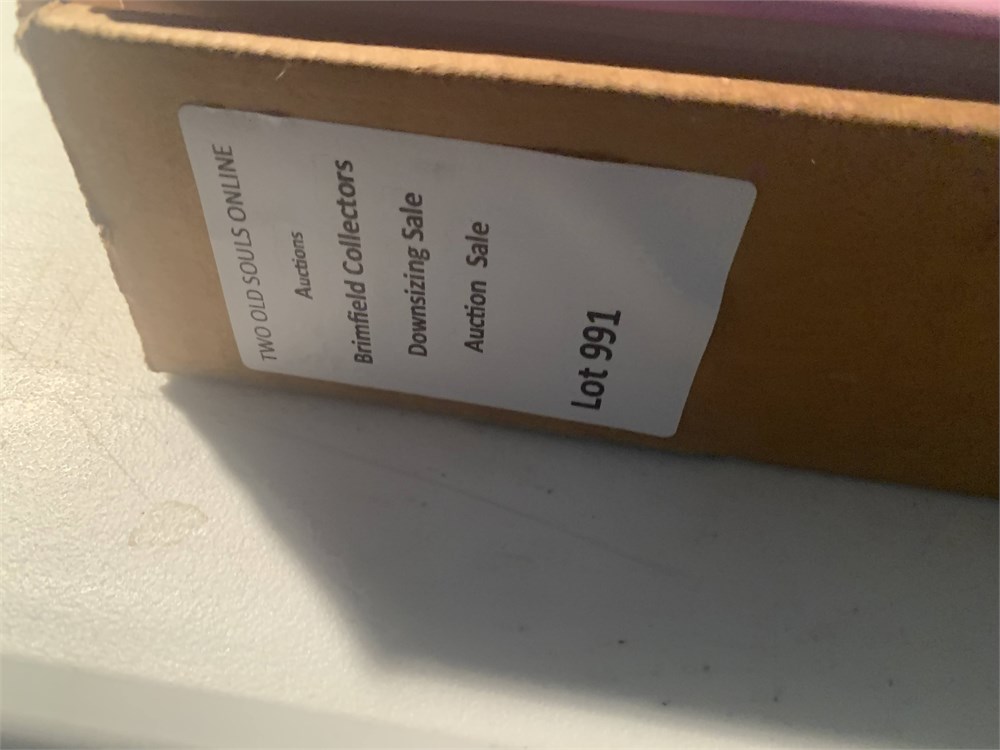 TWO OLD SOULS ONLINE
Auctions
Brimfield Collectors
Downsizing Sale
Auction Sale
Lot 991